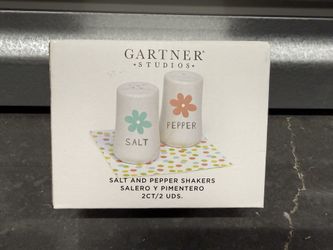 GARTNER®
• STUDIOS •
SALT
PEPPER
SALT AND PEPPER SHAKERS
SALERO Y PIMENTERO
2CT/2 UDS.